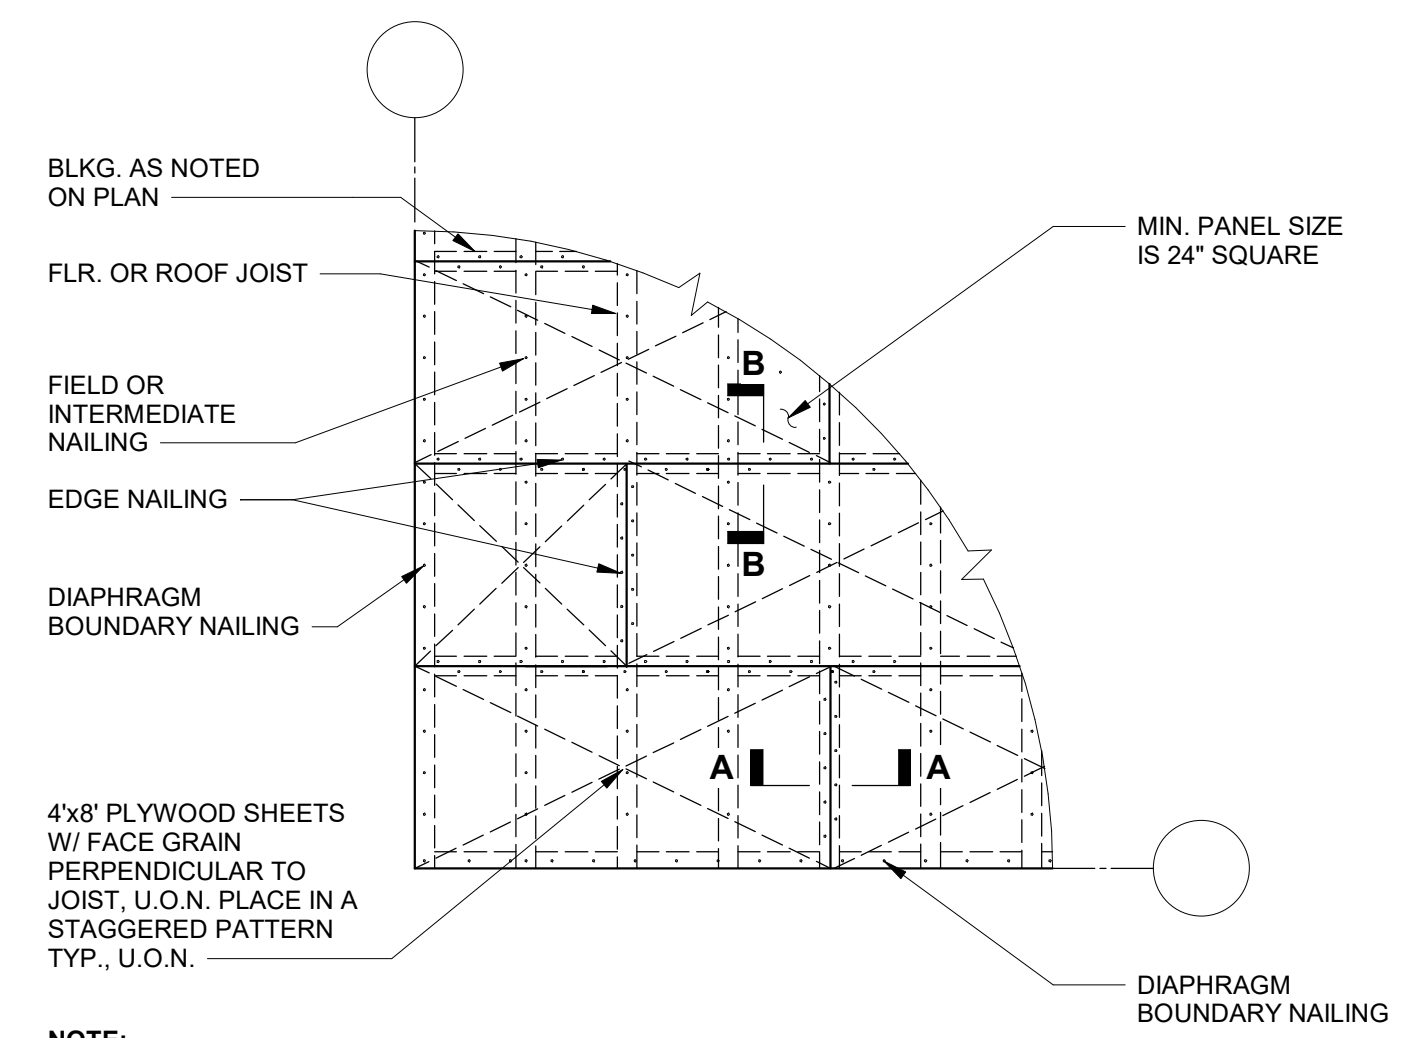 BLKG. AS NOTED
ON PLAN
FLR. OR ROOF JOIST
FIELD OR
INTERMEDIATE
NAILING
EDGE NAILING
DIAPHRAGM
BOUNDARY NAILING
4'x8' PLYWOOD SHEETS
W/ FACE GRAIN
PERPENDICULAR TO
JOIST, U.O.N. PLACE IN A
STAGGERED PATTERN
TYP., U.O.N.
MIN. PANEL SIZE
IS 24" SQUARE
B
B
A
A
DIAPHRAGM
BOUNDARY NAILING
NOTE: